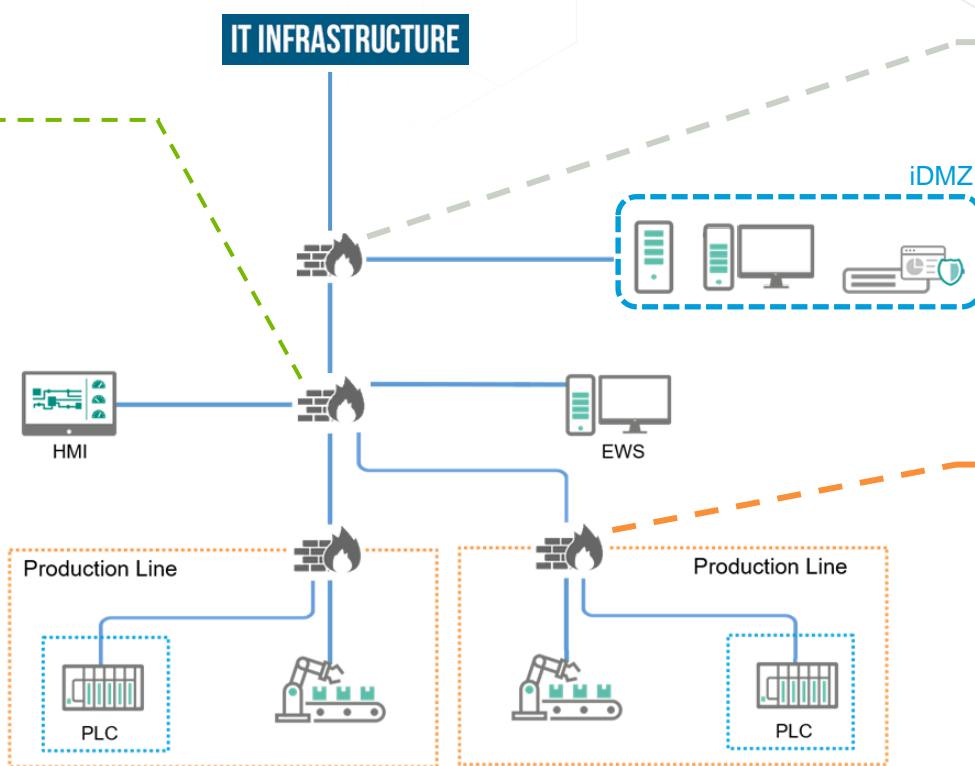 IT INFRASTRUCTURE
iDMZ
HMI
EWS
Production Line
Production Line
PLC
PLC